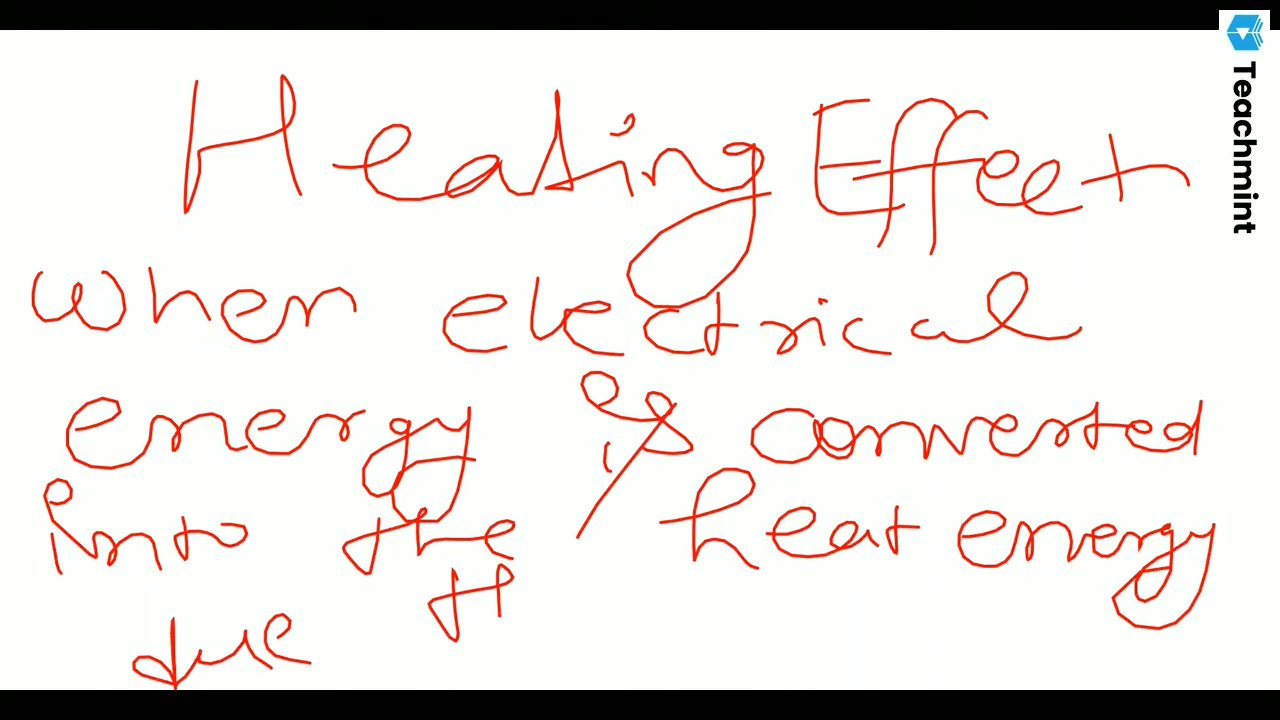 Heating Effect
when electrical
energy is converted
into the heat energy
due
Teachmint